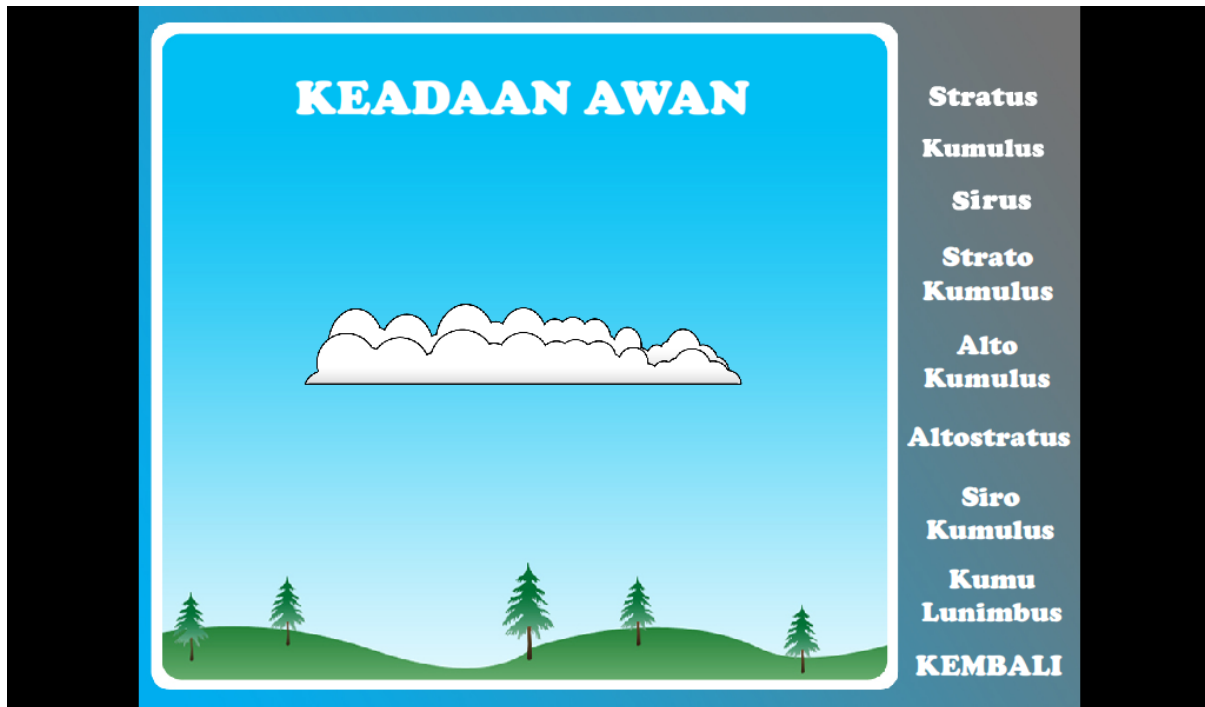 KEADAAN AWAN
Stratus
Kumulus
Sirus
Strato
Kumulus
Alto
Kumulus
Altostratus
Siro
Kumulus
Kumu
Lunimbus
KEMBALI